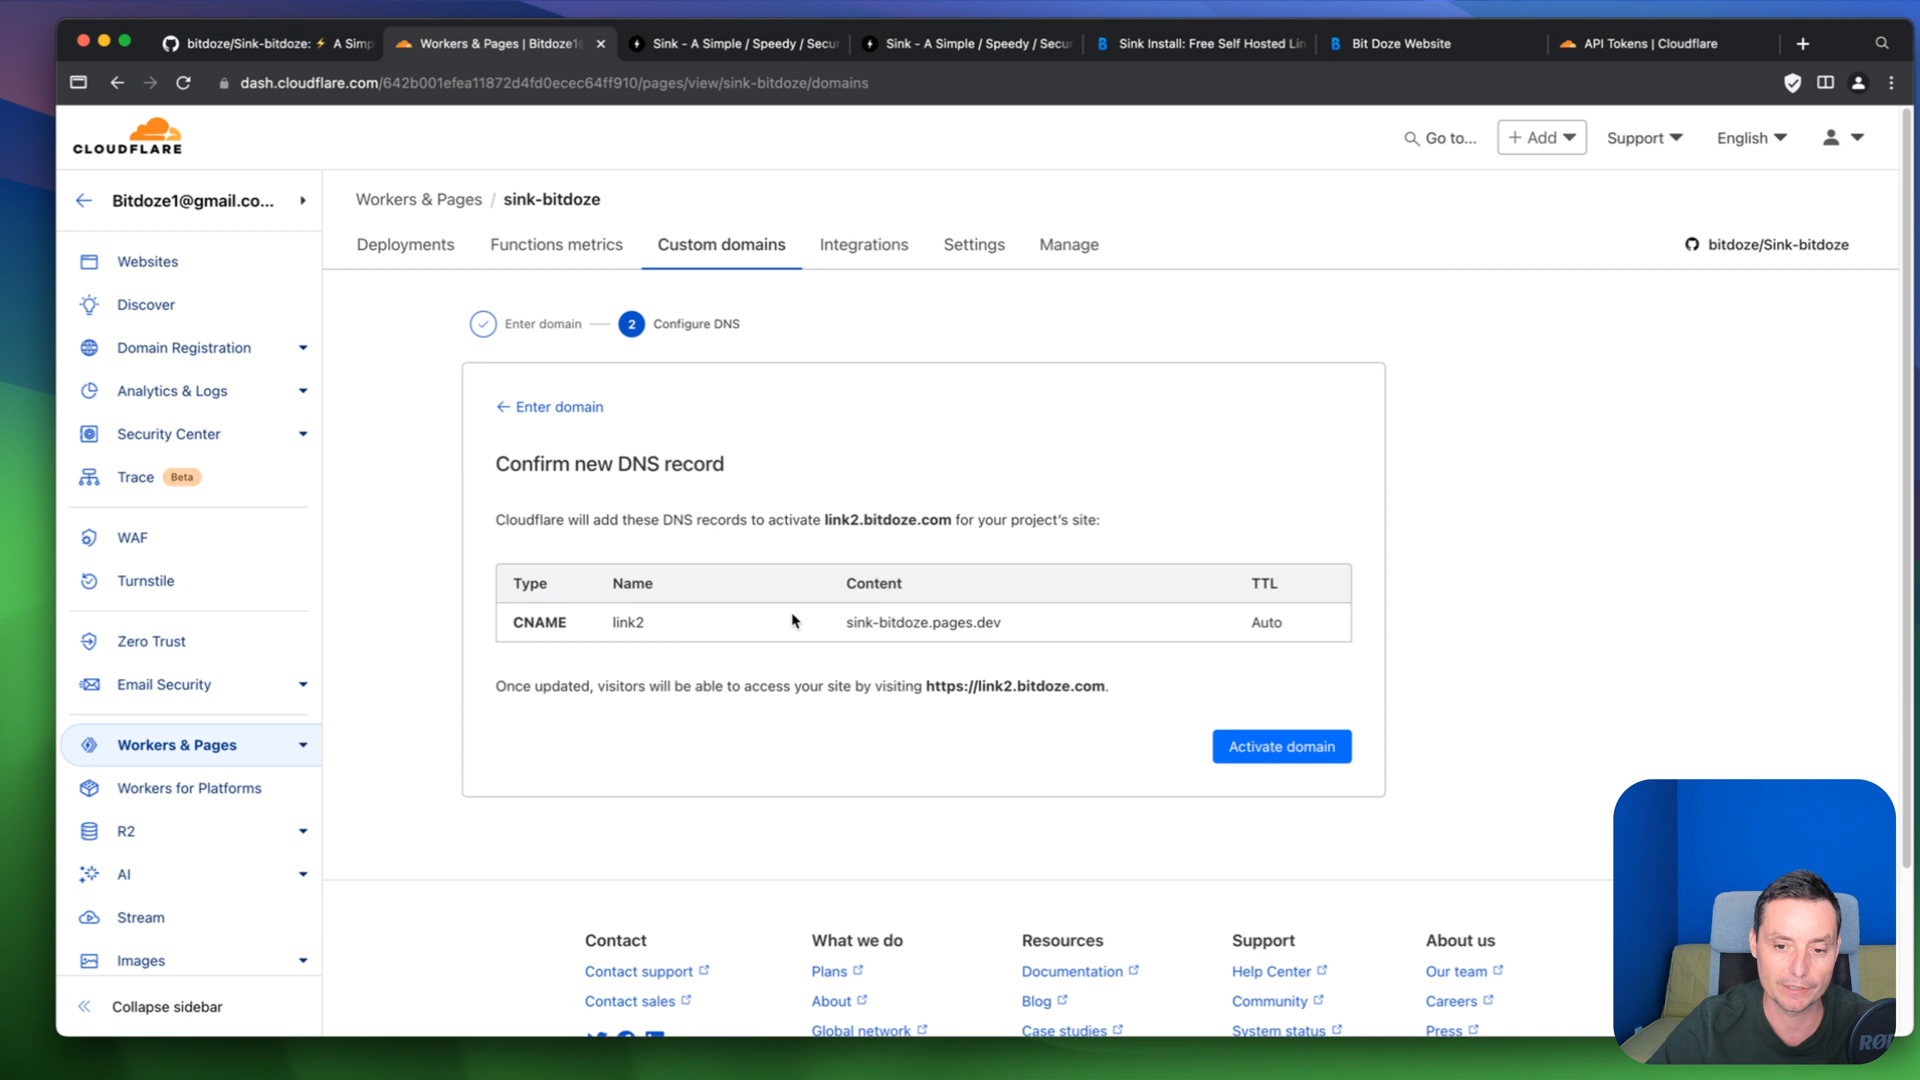 bitdoze/Sink-bitdoze: ⚡ A Simp
Workers & Pages | Bitdoze1@
Sink - A Simple / Speedy / Secur
Sink - A Simple / Speedy / Secur
Sink Install: Free Self Hosted Lin
Bit Doze Website
API Tokens | Cloudflare
dash.cloudflare.com/642b001efea11872d4fd0ecec64ff910/pages/view/sink-bitdoze/domains
CLOUDFLARE
Go to...
+ Add
Support
English
Bitdoze1@gmail.co...
Workers & Pages / sink-bitdoze
Deployments
Functions metrics
Custom domains
Integrations
Settings
Manage
bitdoze/Sink-bitdoze
Websites
Discover
Domain Registration
Analytics & Logs
Security Center
Trace Beta
WAF
Turnstile
Zero Trust
Email Security
Workers & Pages
Workers for Platforms
R2
AI
Stream
Images
Collapse sidebar
Enter domain
2 Configure DNS
← Enter domain
Confirm new DNS record
Cloudflare will add these DNS records to activate link2.bitdoze.com for your project's site:
Type Name Content TTL
CNAME link2 sink-bitdoze.pages.dev Auto
Once updated, visitors will be able to access your site by visiting https://link2.bitdoze.com.
Activate domain
Contact
Contact support
Contact sales
What we do
Plans
About
Global network
Resources
Documentation
Blog
Case studies
Support
Help Center
Community
System status
About us
Our team
Careers
Press